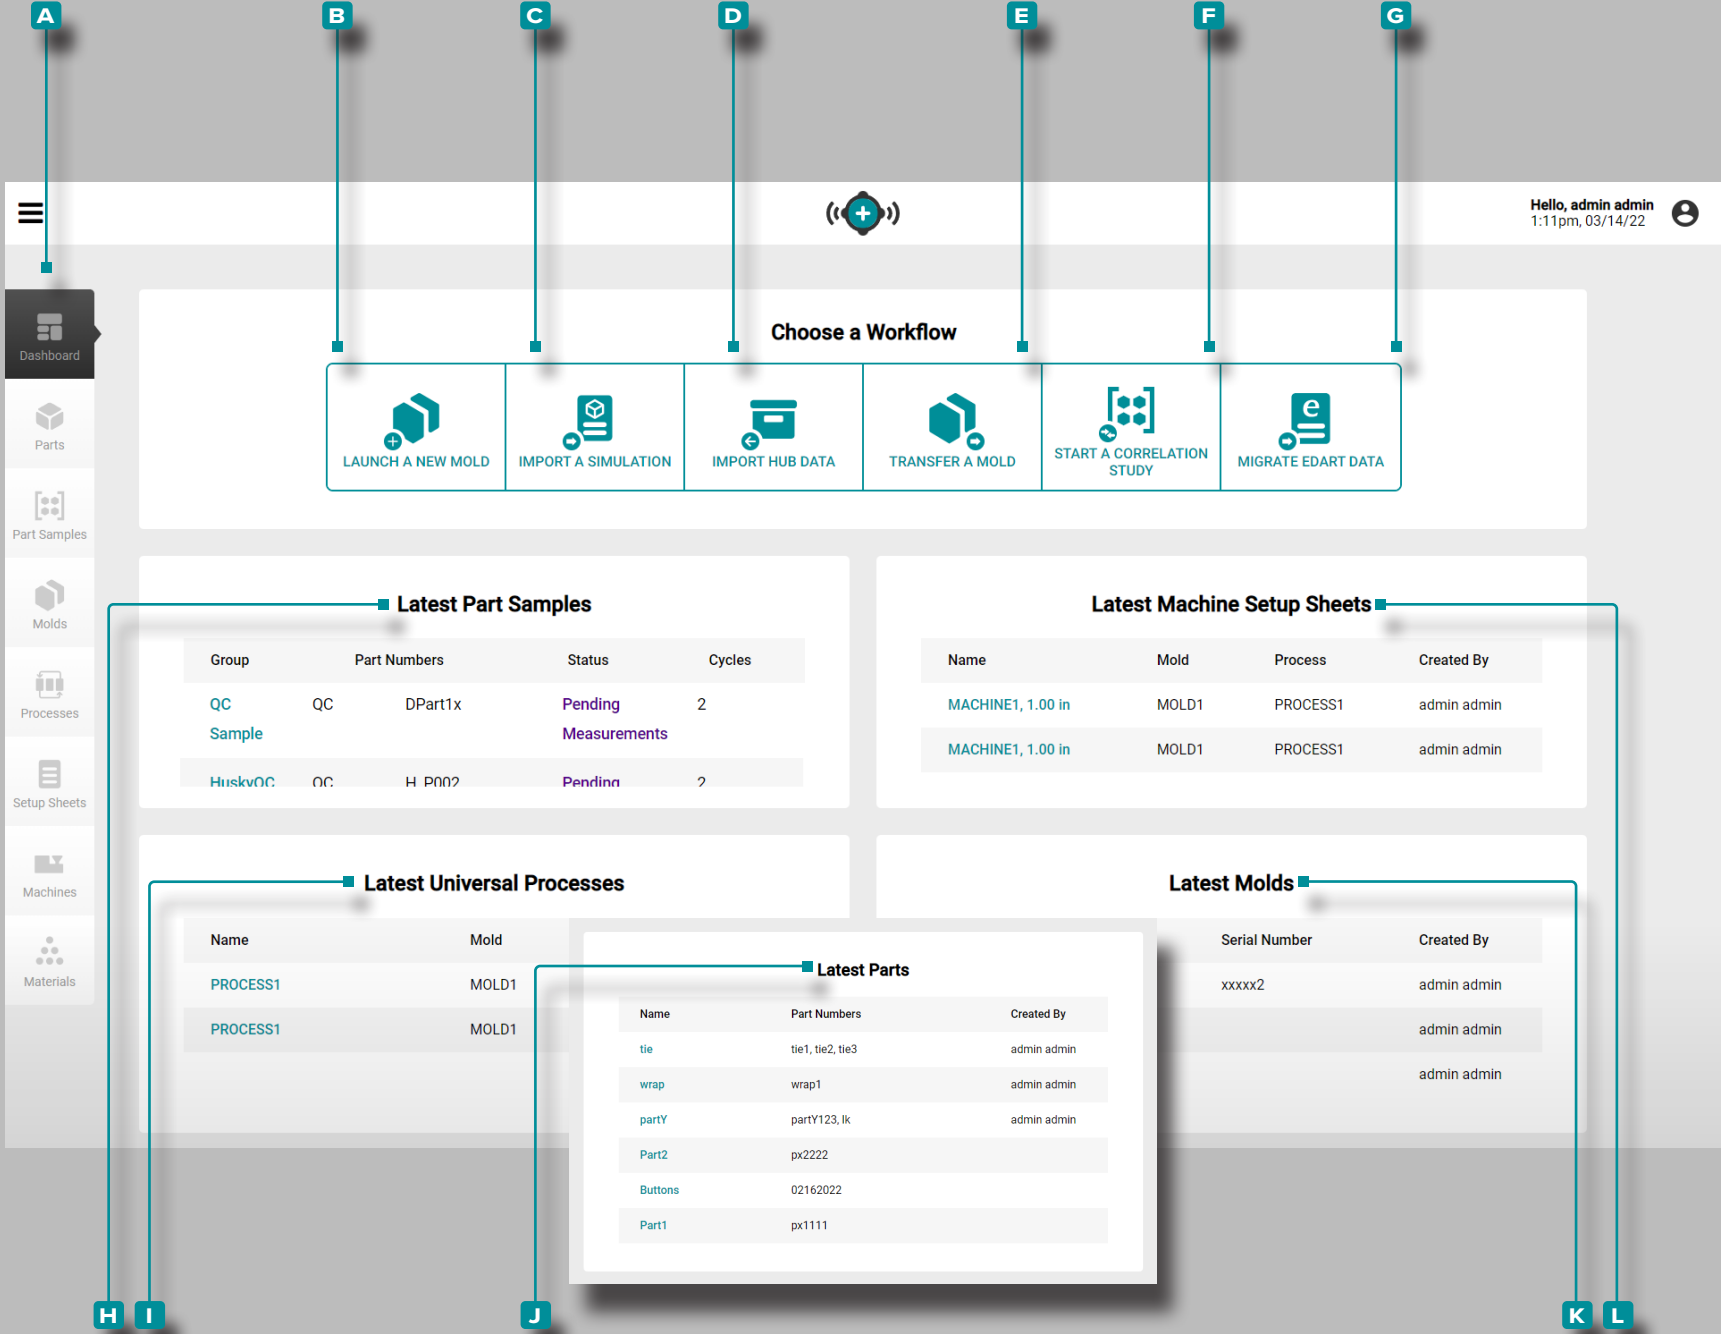 A B C D E F G
Hello, admin admin
1:11pm, 03/14/22
Dashboard
Parts
Part Samples
Molds
Processes
Setup Sheets
Machines
Materials
Choose a Workflow
LAUNCH A NEW MOLD
IMPORT A SIMULATION
IMPORT HUB DATA
TRANSFER A MOLD
START A CORRELATION
STUDY
e
MIGRATE EDART DATA
Latest Part Samples
Group Part Numbers Status Cycles
QC QC DPart1x Pending 2
Sample Measurements
HuskyQC QC H_P002 Pending 2
Latest Machine Setup Sheets
Name Mold Process Created By
MACHINE1, 1.00 in MOLD1 PROCESS1 admin admin
MACHINE1, 1.00 in MOLD1 PROCESS1 admin admin
Latest Universal Processes
Name Mold
PROCESS1 MOLD1
PROCESS1 MOLD1
Latest Molds
Serial Number Created By
xxxxx2 admin admin
admin admin
admin admin
Latest Parts
Name Part Numbers Created By
tie tie1, tie2, tie3 admin admin
wrap wrap1 admin admin
partY partY123, lk admin admin
Part2 px2222
Buttons 02162022
Part1 px1111
H I J K L